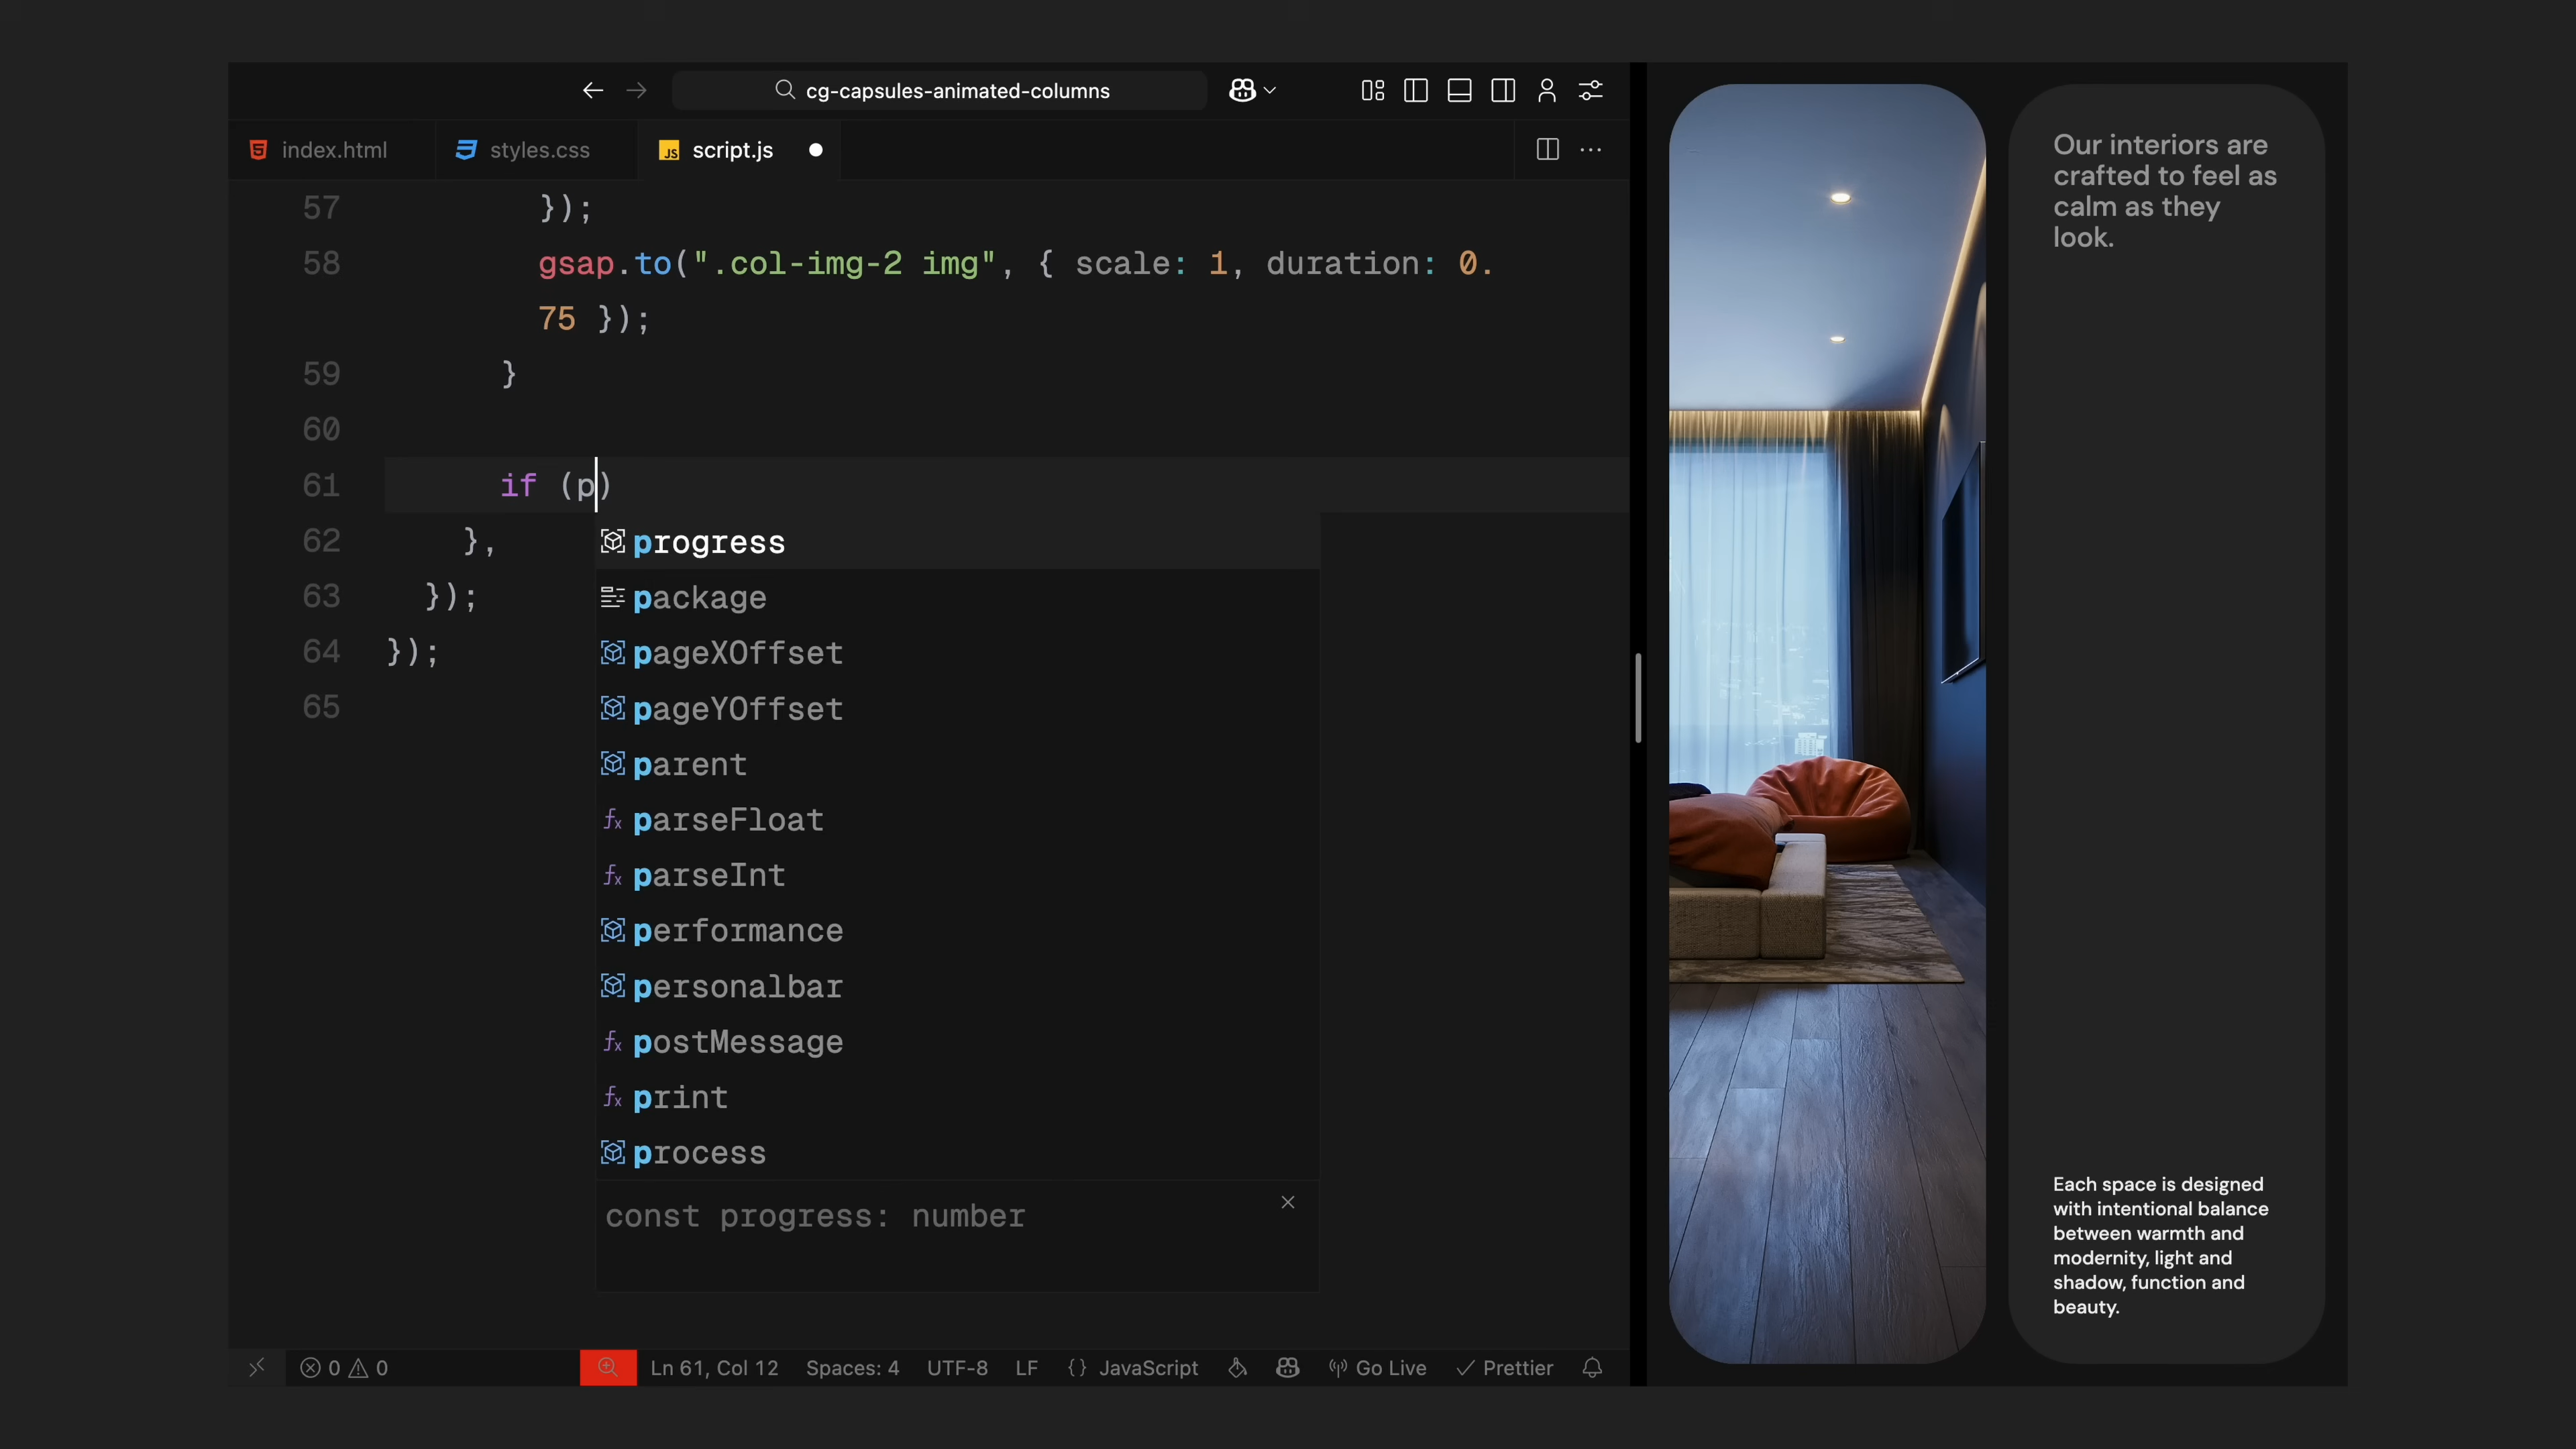 cg-capsules-animated-columns
index.html
styles.css
JS script.js
57 });
58 gsap.to(".col-img-2 img", { scale: 1, duration: 0.
75 });
59 }
60
61 if (p)
62 },
63 });
64 });
65
progress
package
pageXOffset
pageYOffset
parent
parseFloat
parseInt
performance
personalbar
postMessage
print
process
const progress: number
0 0
Ln 61, Col 12
Spaces: 4
UTF-8
LF
{} JavaScript
Go Live
Prettier
Our interiors are
crafted to feel as
calm as they
look.
Each space is designed
with intentional balance
between warmth and
modernity, light and
shadow, function and
beauty.